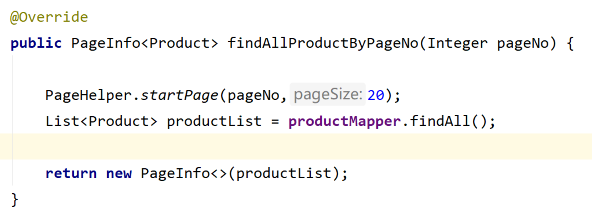 @Override
public PageInfo<Product> findAllProductByPageNo(Integer pageNo) {
PageHelper.startPage(pageNo, pageSize: 20);
List<Product> productList = productMapper.findAll();
return new PageInfo<>(productList);
}